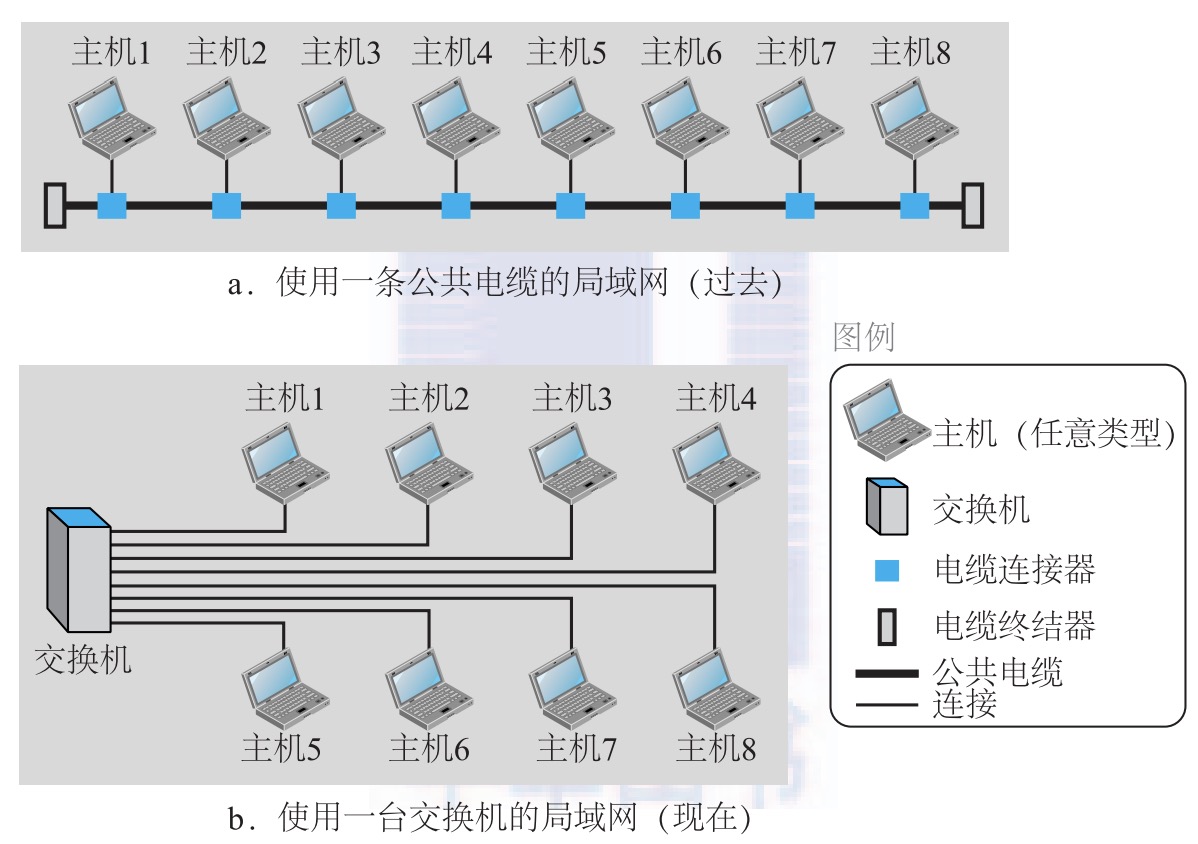 主机1 主机2 主机3 主机4 主机5 主机6 主机7 主机8
a. 使用一条公共电缆的局域网（过去）
主机1 主机2 主机3 主机4
交换机
主机5 主机6 主机7 主机8
b. 使用一台交换机的局域网（现在）
图例
主机（任意类型）
交换机
电缆连接器
电缆终结器
公共电缆
连接